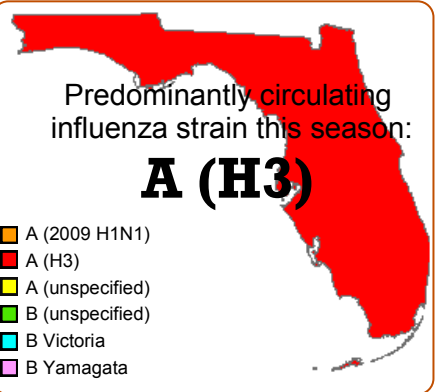 Predominantly circulating
influenza strain this season:
A (H3)
A (2009 H1N1)
A (H3)
A (unspecified)
B (unspecified)
B Victoria
B Yamagata